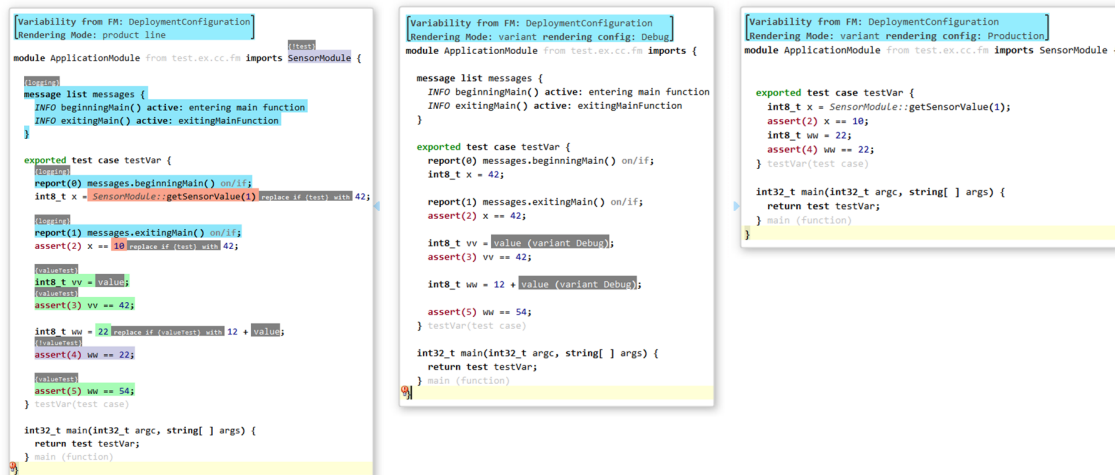 [Variability from FM: DeploymentConfiguration
Rendering Mode: product line]
{!test}
module ApplicationModule from test.ex.cc.fm imports SensorModule {
{logging}
message list messages {
INFO beginningMain() active: entering main function
INFO exitingMain() active: exitingMainFunction
}
exported test case testVar {
{logging}
report(0) messages.beginningMain() on/if;
int8_t x = SensorModule::getSensorValue(1) replace if {test} with 42;
{logging}
report(1) messages.exitingMain() on/if;
assert(2) x == 10 replace if {test} with 42;
{valueTest}
int8_t vv = value;
{valueTest}
assert(3) vv == 42;
int8_t ww = 22 replace if {valueTest} with 12 + value;
{!valueTest}
assert(4) ww == 22;
{valueTest}
assert(5) ww == 54;
} testVar(test case)
int32_t main(int32_t argc, string[ ] args) {
return test testVar;
} main (function)
}
[Variability from FM: DeploymentConfiguration
Rendering Mode: variant rendering config: Debug]
module ApplicationModule from test.ex.cc.fm imports {
message list messages {
INFO beginningMain() active: entering main function
INFO exitingMain() active: exitingMainFunction
}
exported test case testVar {
report(0) messages.beginningMain() on/if;
int8_t x = 42;
report(1) messages.exitingMain() on/if;
assert(2) x == 42;
int8_t vv = value (variant Debug);
assert(3) vv == 42;
int8_t ww = 12 + value (variant Debug);
assert(5) ww == 54;
} testVar(test case)
int32_t main(int32_t argc, string[ ] args) {
return test testVar;
} main (function)
}
[Variability from FM: DeploymentConfiguration
Rendering Mode: variant rendering config: Production]
module ApplicationModule from test.ex.cc.fm imports SensorModule {
exported test case testVar {
int8_t x = SensorModule::getSensorValue(1);
assert(2) x == 10;
int8_t ww = 22;
assert(4) ww == 22;
} testVar(test case)
int32_t main(int32_t argc, string[ ] args) {
return test testVar;
} main (function)
}